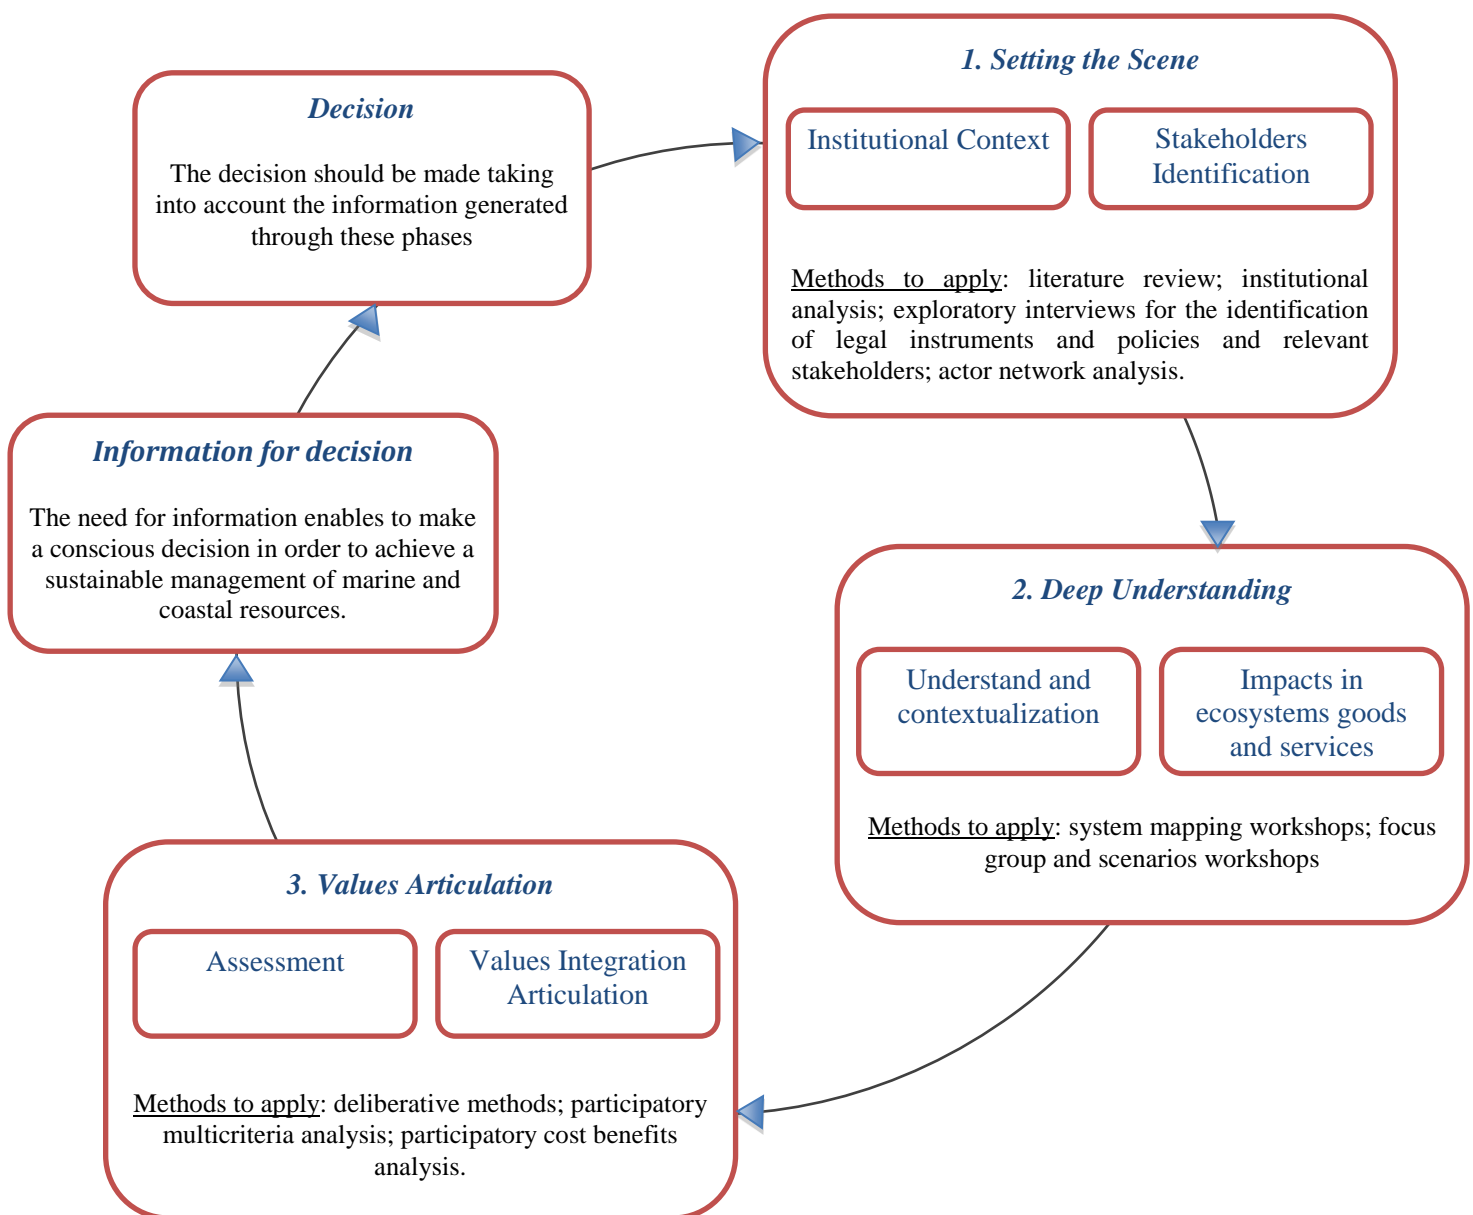 1. Setting the Scene
Institutional Context
Stakeholders
Identification
Methods to apply: literature review; institutional
analysis; exploratory interviews for the identification
of legal instruments and policies and relevant
stakeholders; actor network analysis.
2. Deep Understanding
Understand and
contextualization
Impacts in
ecosystems goods
and services
Methods to apply: system mapping workshops; focus
group and scenarios workshops
3. Values Articulation
Assessment
Values Integration
Articulation
Methods to apply: deliberative methods; participatory
multicriteria analysis; participatory cost benefits
analysis.
Information for decision
The need for information enables to make
a conscious decision in order to achieve a
sustainable management of marine and
coastal resources.
Decision
The decision should be made taking
into account the information generated
through these phases